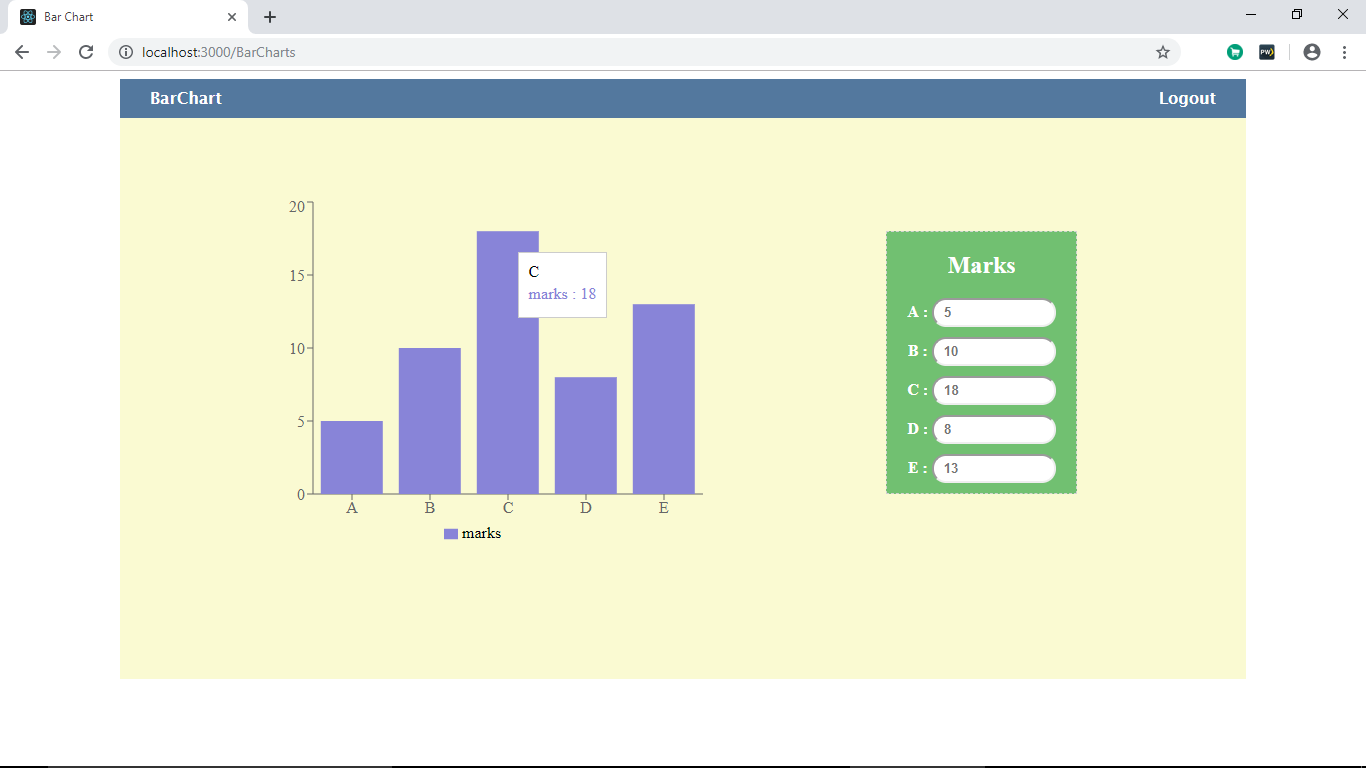 Bar Chart
localhost:3000/BarCharts
PW
BarChart Logout
20
15
10
5
0
A B C D E
marks
C
marks : 18
Marks
A : 5
B : 10
C : 18
D : 8
E : 13